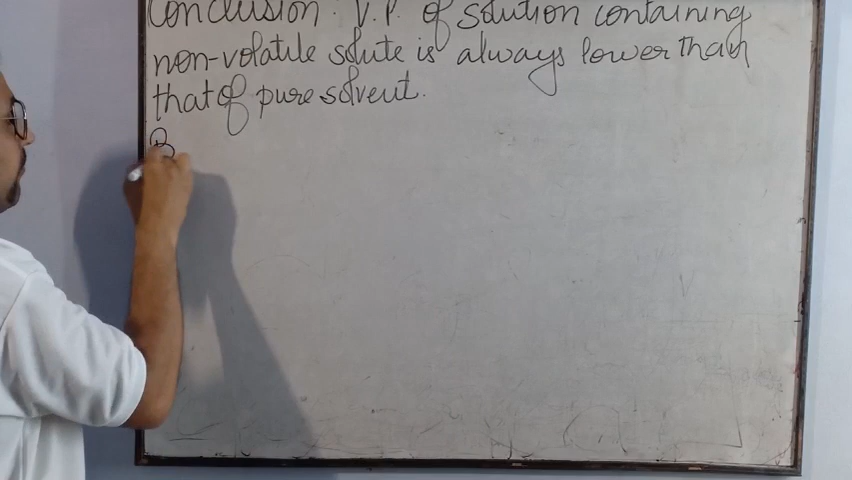 Conclusion: V.P. of solution containing
non-volatile solute is always lower than
that of pure solvent.
B